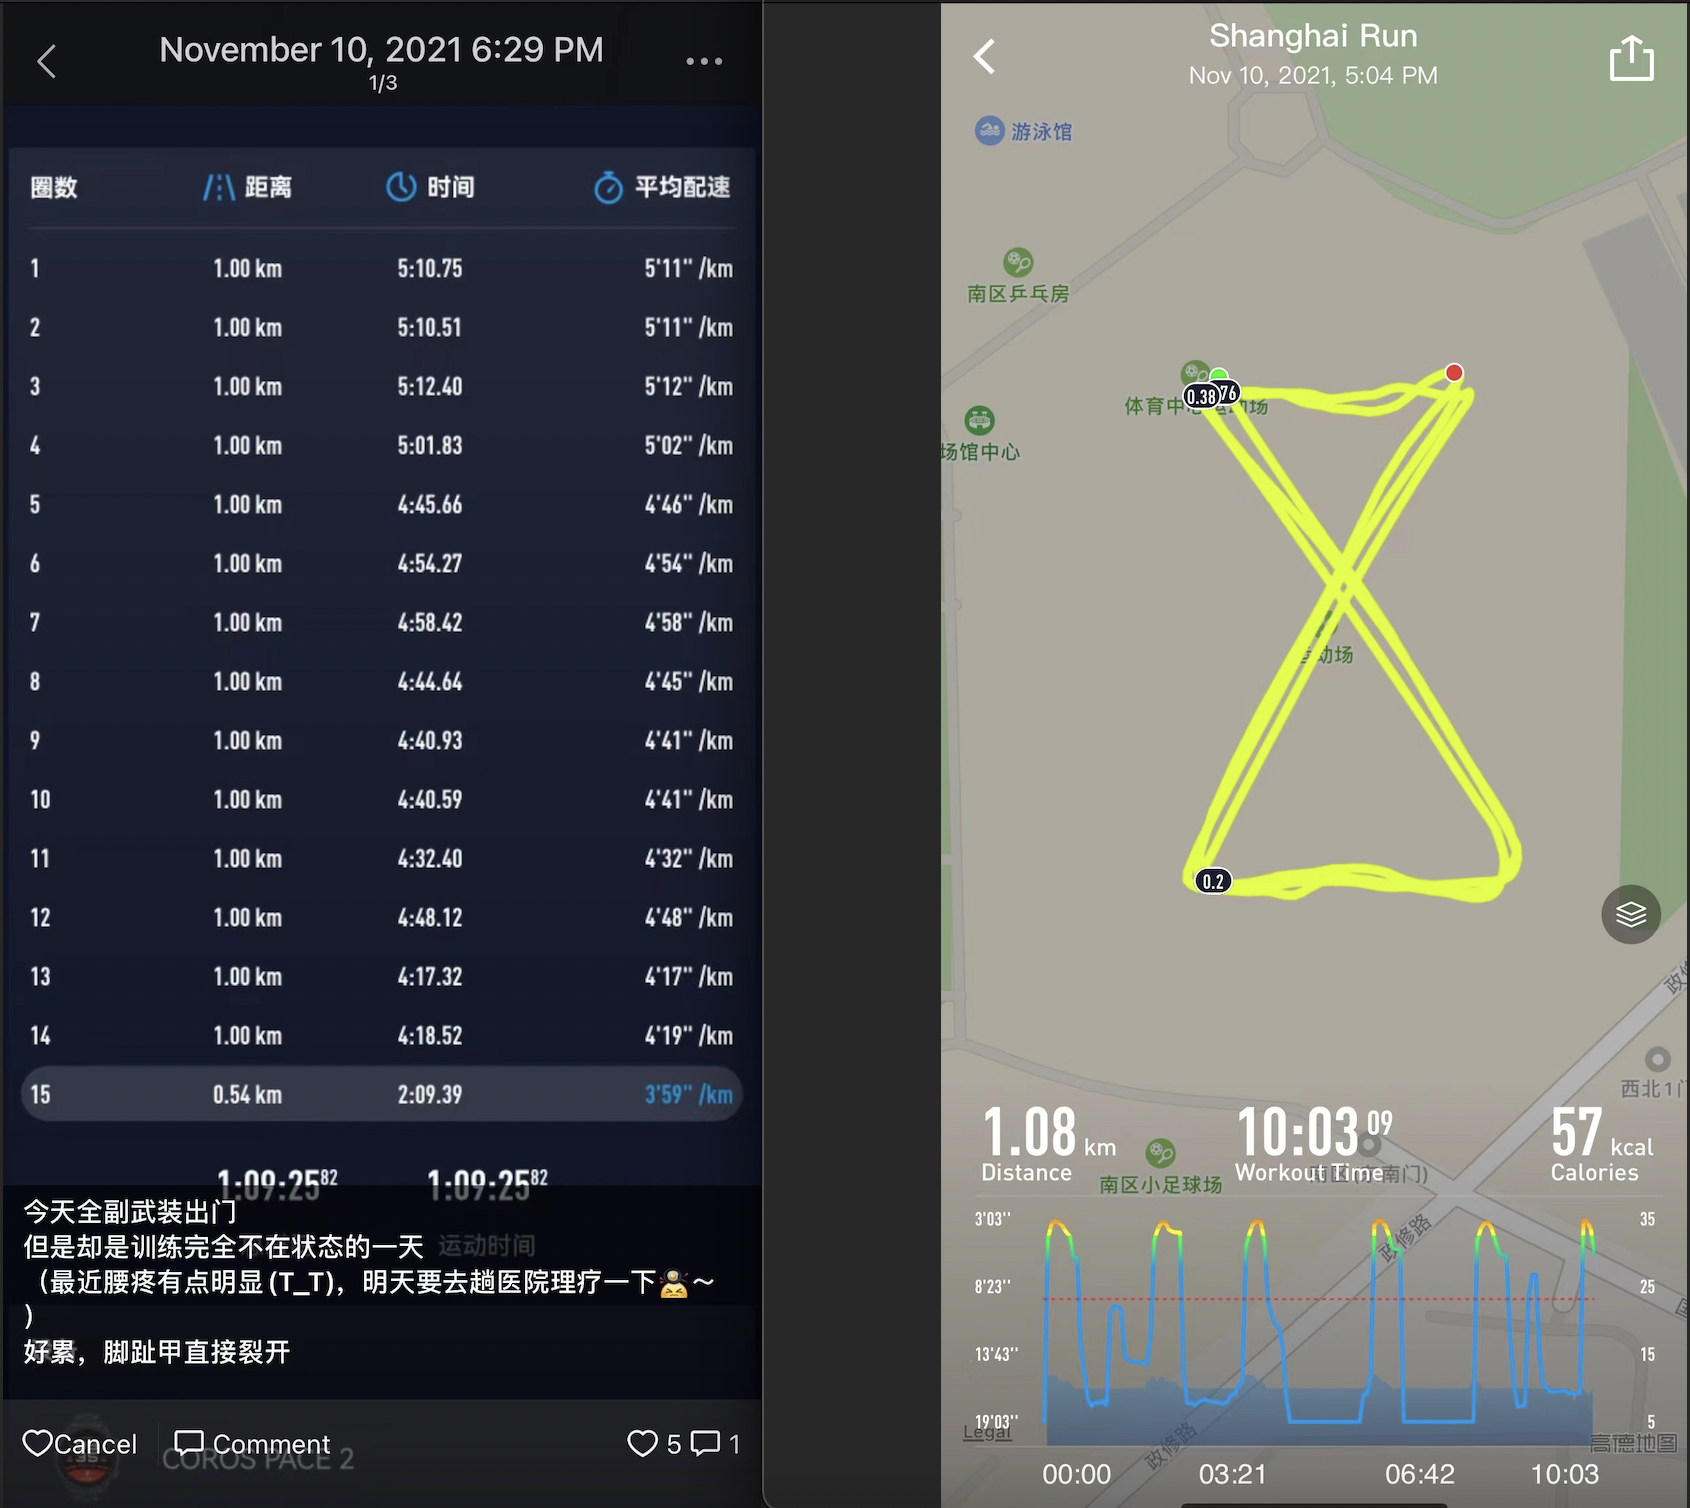 November 10, 2021 6:29 PM
1/3
圈数 距离 时间 平均配速
1 1.00 km 5:10.75 5'11" /km
2 1.00 km 5:10.51 5'11" /km
3 1.00 km 5:12.40 5'12" /km
4 1.00 km 5:01.83 5'02" /km
5 1.00 km 4:45.66 4'46" /km
6 1.00 km 4:54.27 4'54" /km
7 1.00 km 4:58.42 4'58" /km
8 1.00 km 4:44.64 4'45" /km
9 1.00 km 4:40.93 4'41" /km
10 1.00 km 4:40.59 4'41" /km
11 1.00 km 4:32.40 4'32" /km
12 1.00 km 4:48.12 4'48" /km
13 1.00 km 4:17.32 4'17" /km
14 1.00 km 4:18.52 4'19" /km
15 0.54 km 2:09.39 3'59" /km
1:09:25 82 1:09:25 82
运动时间
今天全副武装出门
但是却是训练完全不在状态的一天
（最近腰疼有点明显(T_T)，明天要去趟医院理疗一下～
）
好累，脚趾甲直接裂开
Cancel Comment 5 1
35
COROS PACE 2
Shanghai Run
Nov 10, 2021, 5:04 PM
游泳馆
南区乒乓房
0.38 76
体育中 运动场
场馆中心
运动场
0.2
政修
西北1门
1.08 km 10:03 09 57 kcal
Distance Workout Time Calories
南区小足球场
南门)
3'03'' 35
政修路
8'23'' 25
13'43'' 15
19'03'' 5
Legal 政修路 高德地图
00:00 03:21 06:42 10:03